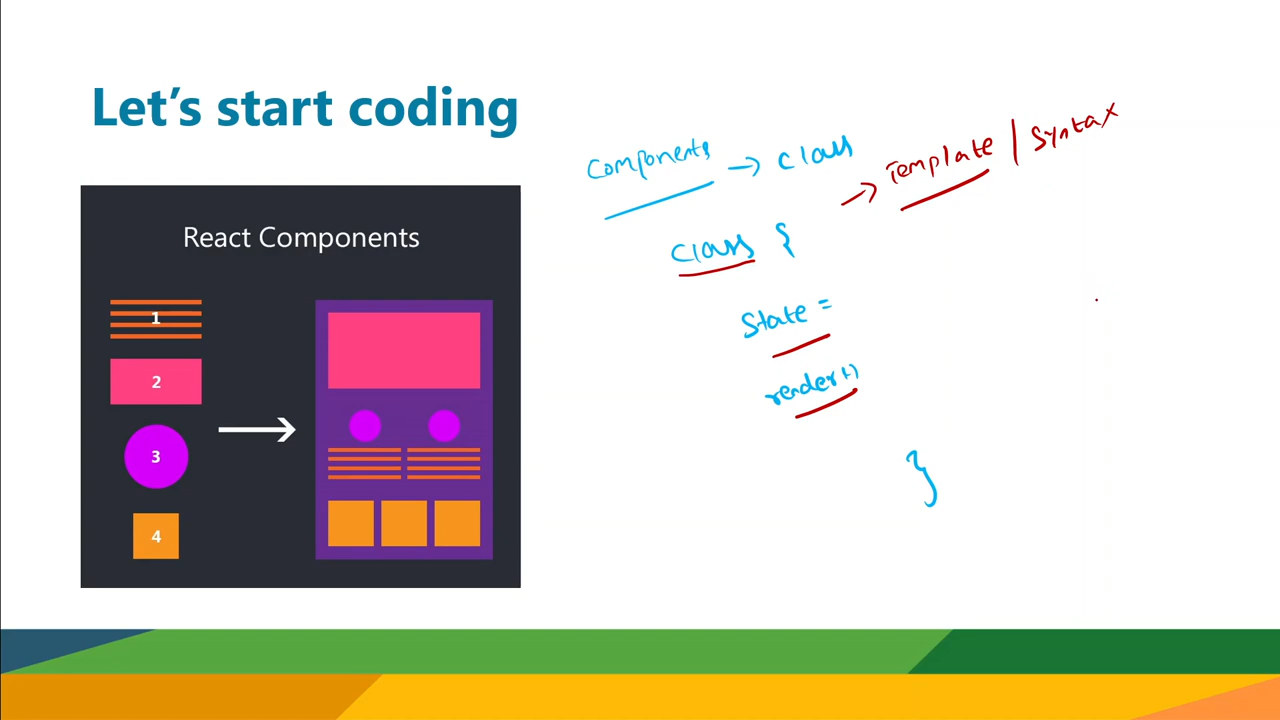 Let's start coding
React Components
1
2
3
4
Components → class
→ Template | Syntax
class {
State =
render()
}